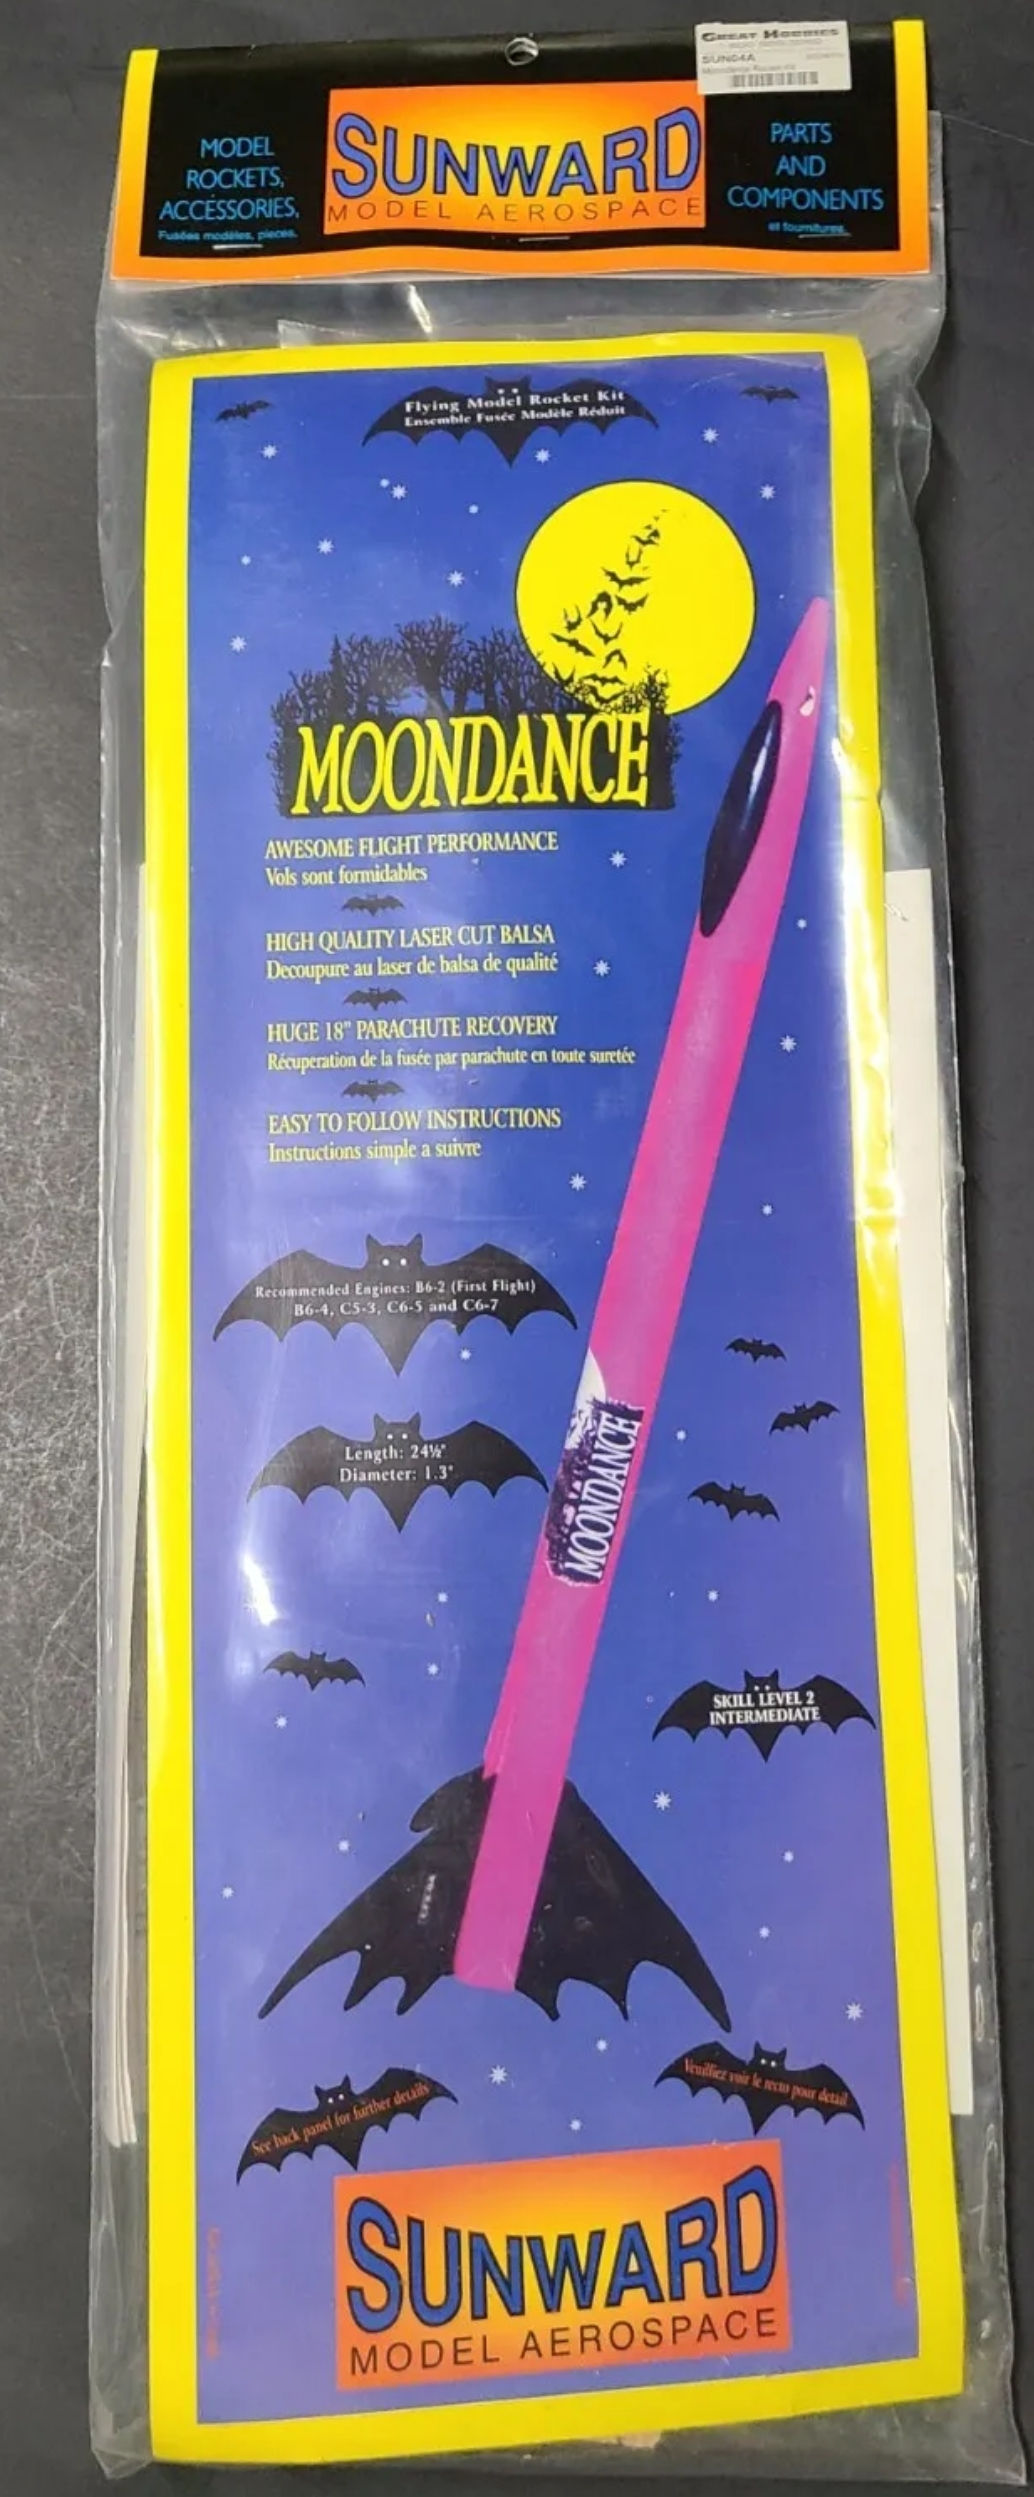 GREAT HOBBIES
SUN04A
MODEL
ROCKETS,
ACCESSORIES,
Fusées modèles, pieces,
SUNWARD
MODEL AEROSPACE
PARTS
AND
COMPONENTS
et fournitures
Flying Model Rocket Kit
Ensemble Fusée Modèle Réduit
MOONDANCE
AWESOME FLIGHT PERFORMANCE
Vols sont formidables
HIGH QUALITY LASER CUT BALSA
Decoupure au laser de balsa de qualité
HUGE 18" PARACHUTE RECOVERY
Récuperation de la fusée par parachute en toute suretée
EASY TO FOLLOW INSTRUCTIONS
Instructions simple a suivre
Recommended Engines: B6-2 (First Flight)
B6-4, C5-3, C6-5 and C6-7
Length: 24½"
Diameter: 1.3"
MOONDANCE
SKILL LEVEL 2
INTERMEDIATE
See back panel for further details
Veuillez voir le recto pour detail
SUNWARD
MODEL AEROSPACE